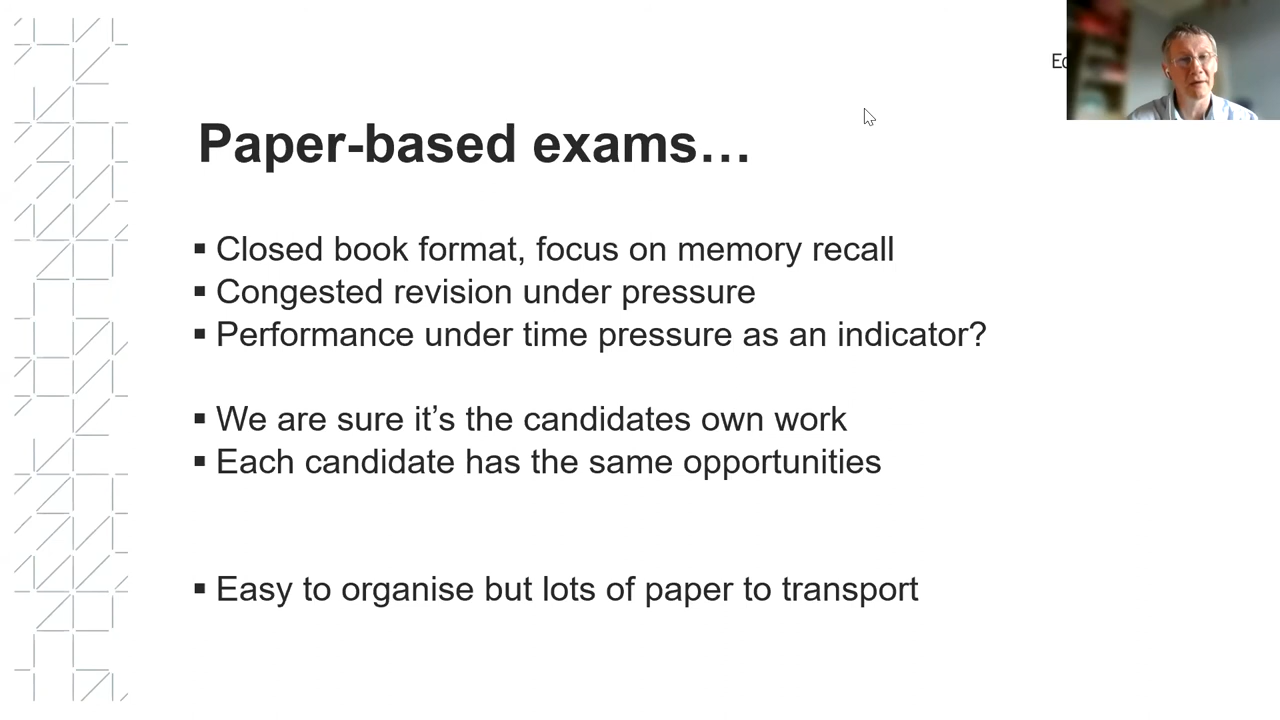 Paper-based exams…
▪ Closed book format, focus on memory recall
▪ Congested revision under pressure
▪ Performance under time pressure as an indicator?
▪ We are sure it’s the candidates own work
▪ Each candidate has the same opportunities
▪ Easy to organise but lots of paper to transport